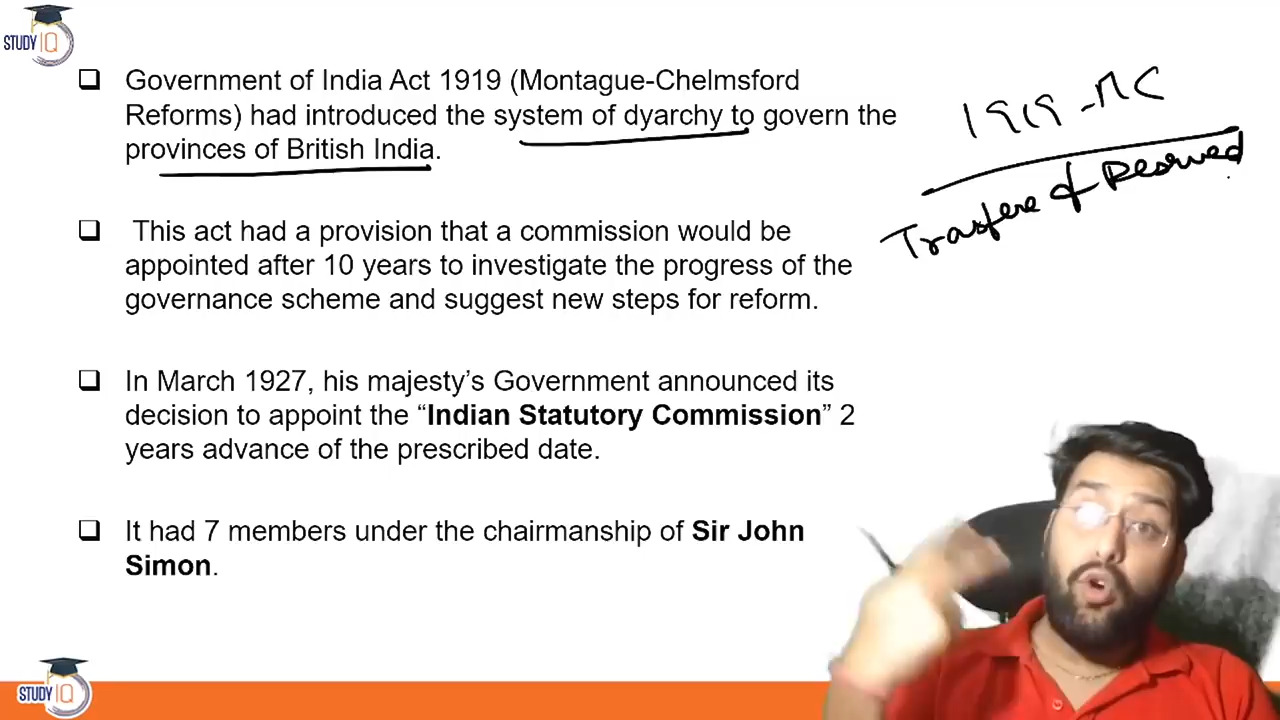 STUDY IQ
Government of India Act 1919 (Montague-Chelmsford
Reforms) had introduced the system of dyarchy to govern the
provinces of British India.
1919 -MC
Trasfere & Reserved
This act had a provision that a commission would be
appointed after 10 years to investigate the progress of the
governance scheme and suggest new steps for reform.
In March 1927, his majesty’s Government announced its
decision to appoint the “Indian Statutory Commission” 2
years advance of the prescribed date.
It had 7 members under the chairmanship of Sir John
Simon.
STUDY IQ